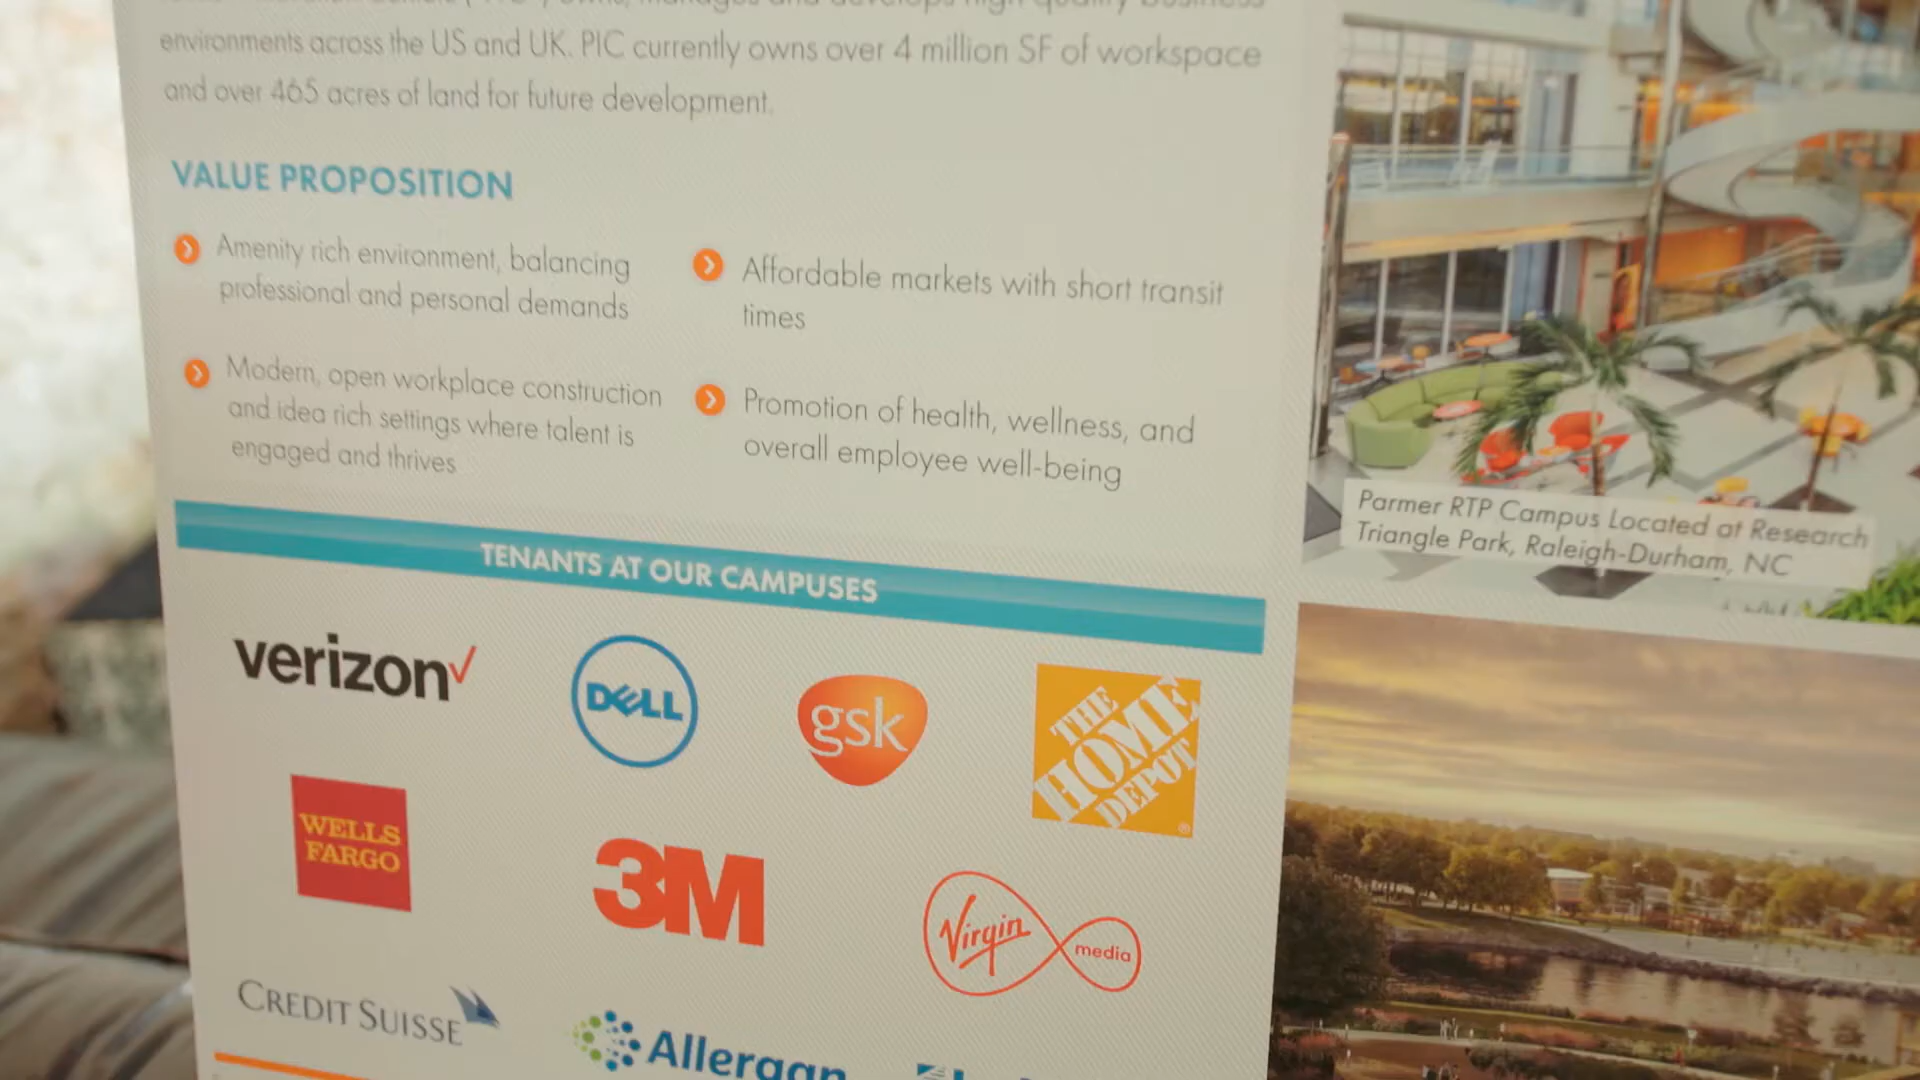 environments across the US and UK. PIC currently owns over 4 million SF of workspace
and over 465 acres of land for future development.
VALUE PROPOSITION
Amenity rich environment, balancing
professional and personal demands
Modern, open workplace construction
and idea rich settings where talent is
engaged and thrives
Affordable markets with short transit
times
Promotion of health, wellness, and
overall employee well-being
Parmer RTP Campus Located at Research
Triangle Park, Raleigh-Durham, NC
TENANTS AT OUR CAMPUSES
verizon
DELL
gsk
THE
HOME
DEPOT
WELLS
FARGO
3M
Virgin
media
CREDIT SUISSE
Allergan